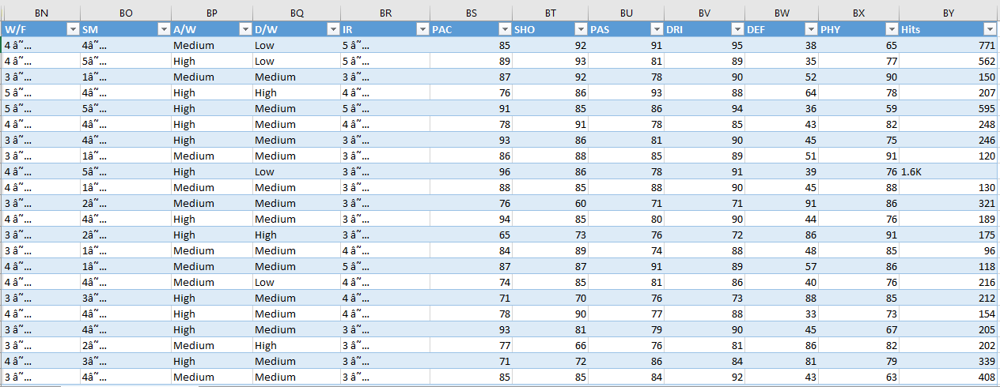 BN BO BP BQ BR BS BT BU BV BW BX BY
W/F SM A/W D/W IR PAC SHO PAS DRI DEF PHY Hits
4 â˜… 4â˜… Medium Low 5 â˜… 85 92 91 95 38 65 771
4 â˜… 5â˜… High Low 5 â˜… 89 93 81 89 35 77 562
3 â˜… 1â˜… Medium Medium 3 â˜… 87 92 78 90 52 90 150
5 â˜… 4â˜… High High 4 â˜… 76 86 93 88 64 78 207
5 â˜… 5â˜… High Medium 5 â˜… 91 85 86 94 36 59 595
4 â˜… 4â˜… High Medium 4 â˜… 78 91 78 85 43 82 248
3 â˜… 4â˜… High Medium 3 â˜… 93 86 81 90 45 75 246
3 â˜… 1â˜… Medium Medium 3 â˜… 86 88 85 89 51 91 120
4 â˜… 5â˜… High Low 3 â˜… 96 86 78 91 39 76 1.6K
4 â˜… 1â˜… Medium Medium 3 â˜… 88 85 88 90 45 88 130
3 â˜… 2â˜… Medium Medium 3 â˜… 76 60 71 71 91 86 321
4 â˜… 4â˜… High Medium 3 â˜… 94 85 80 90 44 76 189
3 â˜… 2â˜… High High 3 â˜… 65 73 76 72 86 91 175
3 â˜… 1â˜… Medium Medium 4 â˜… 84 89 74 88 48 85 96
4 â˜… 1â˜… Medium Medium 5 â˜… 87 87 91 89 57 86 118
4 â˜… 4â˜… Medium Low 4 â˜… 74 85 81 86 40 76 216
3 â˜… 3â˜… High Medium 4 â˜… 71 70 76 73 88 85 212
4 â˜… 4â˜… High Medium 4 â˜… 78 90 77 88 33 73 154
3 â˜… 4â˜… High Medium 3 â˜… 93 81 79 90 45 67 205
3 â˜… 2â˜… Medium High 3 â˜… 77 66 76 81 86 82 202
4 â˜… 3â˜… High Medium 3 â˜… 71 72 86 84 81 79 339
3 â˜… 4â˜… Medium Medium 3 â˜… 85 85 84 92 43 63 408